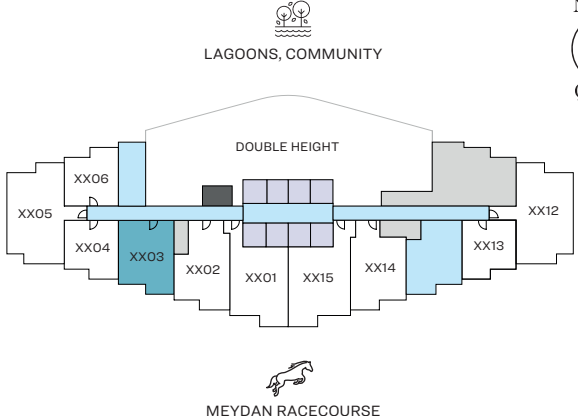 LAGOONS, COMMUNITY
DOUBLE HEIGHT
XX06
XX05
XX12
XX04
XX03
XX02
XX01
XX15
XX14
XX13
MEYDAN RACECOURSE